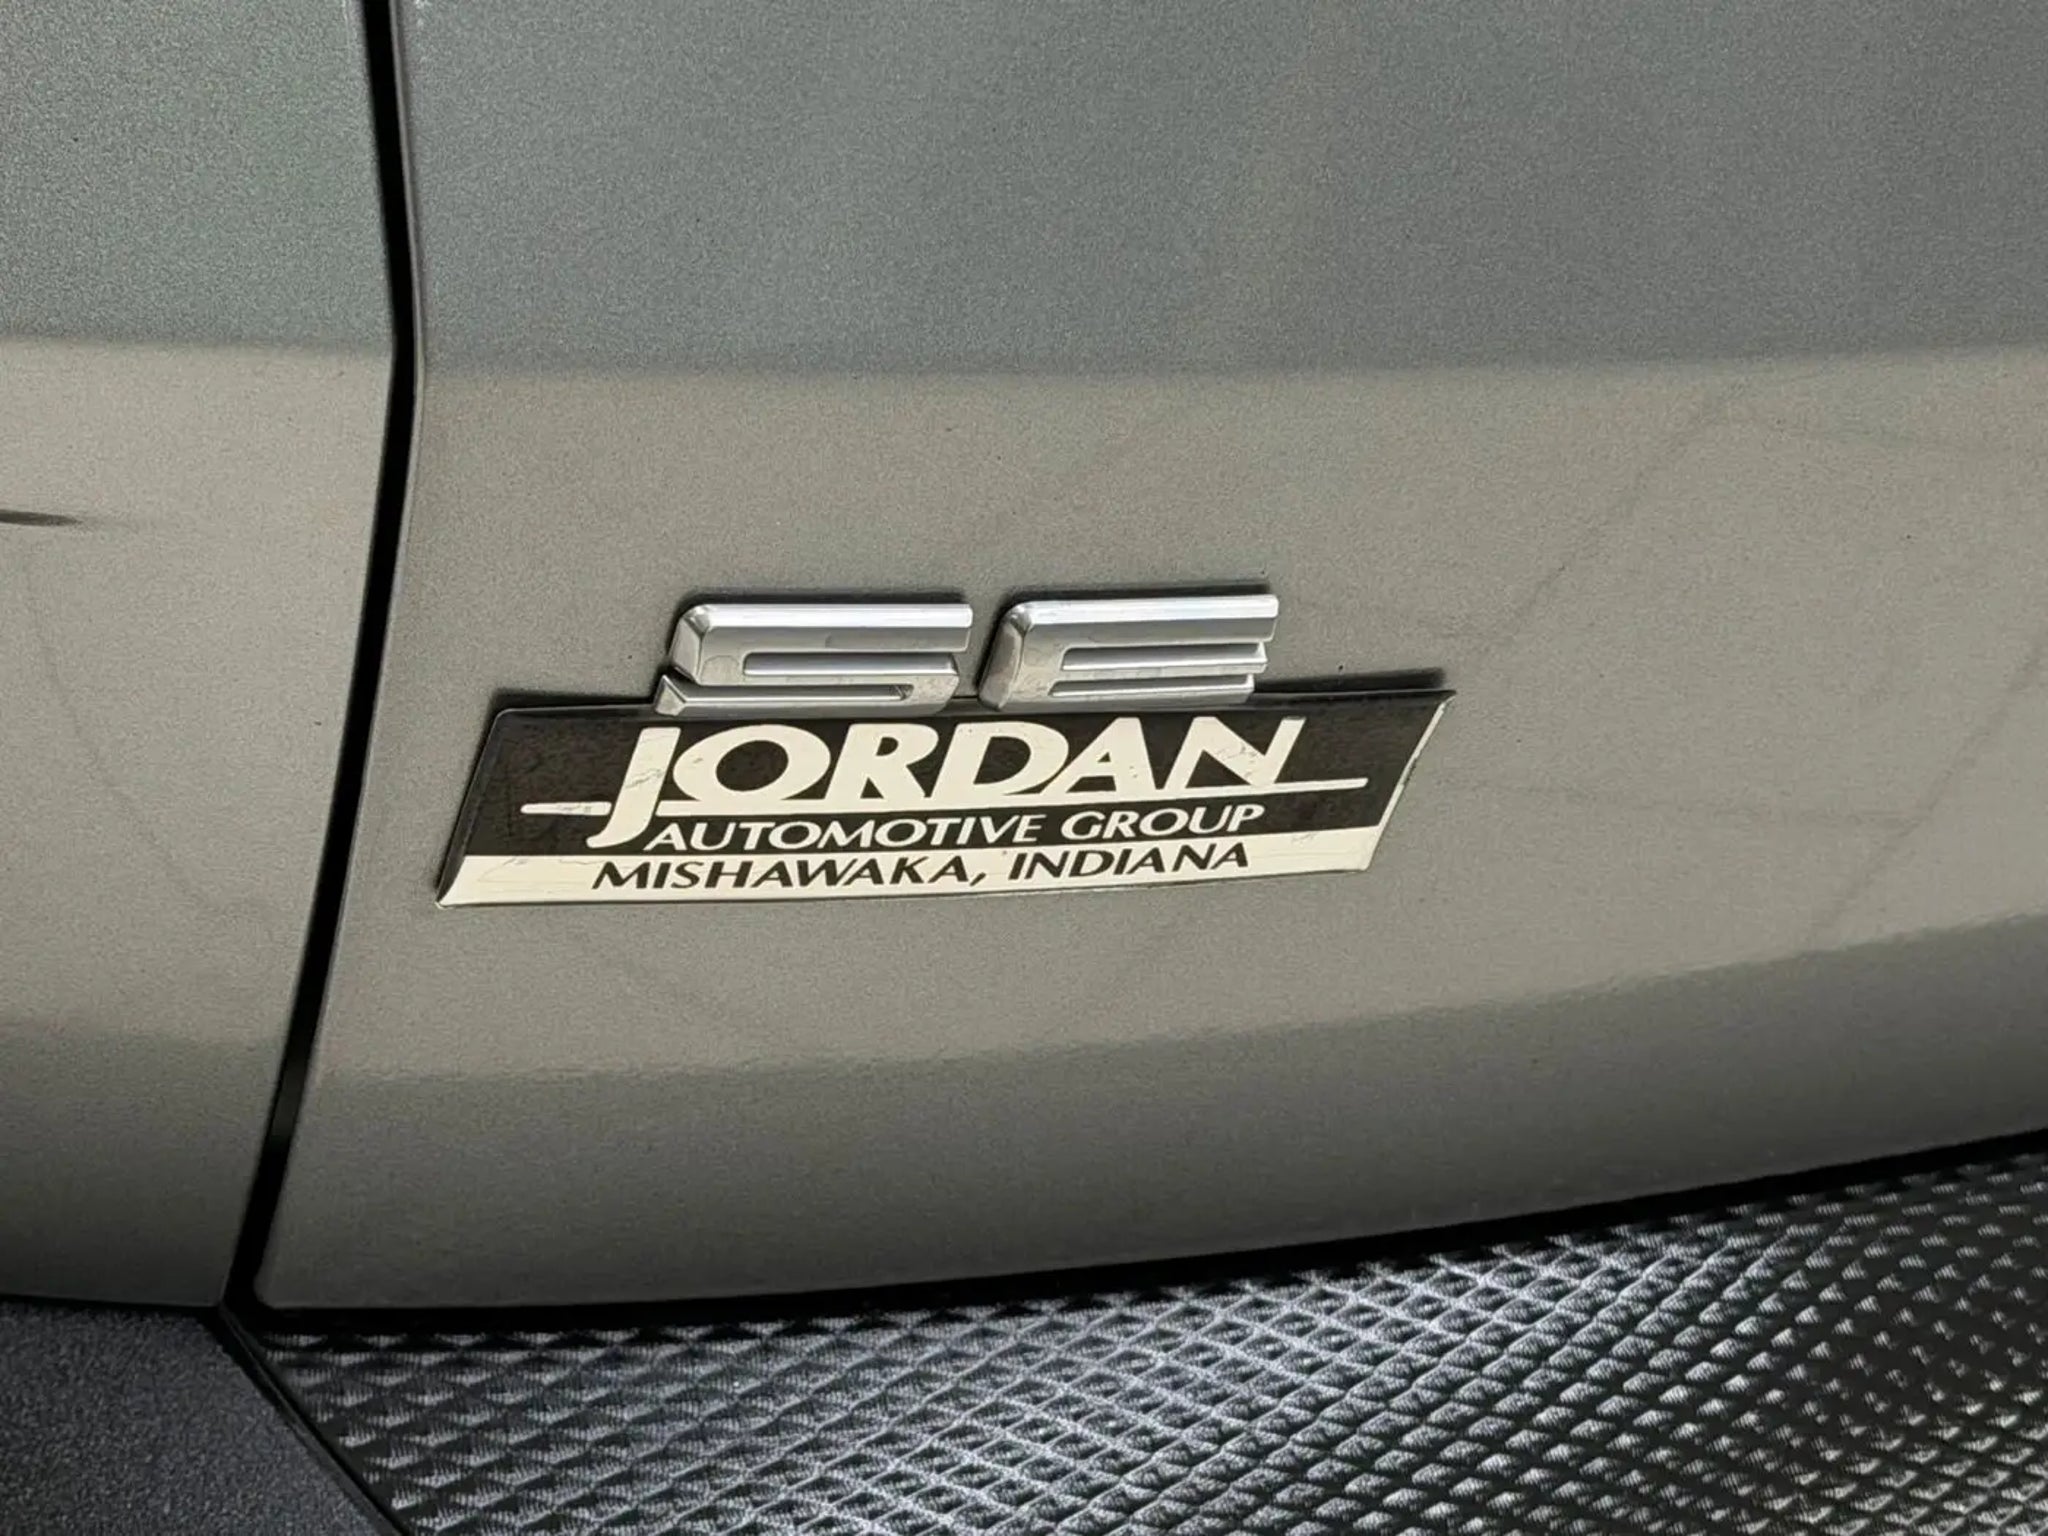 SE
JORDAN
AUTOMOTIVE GROUP
MISHAWAKA, INDIANA